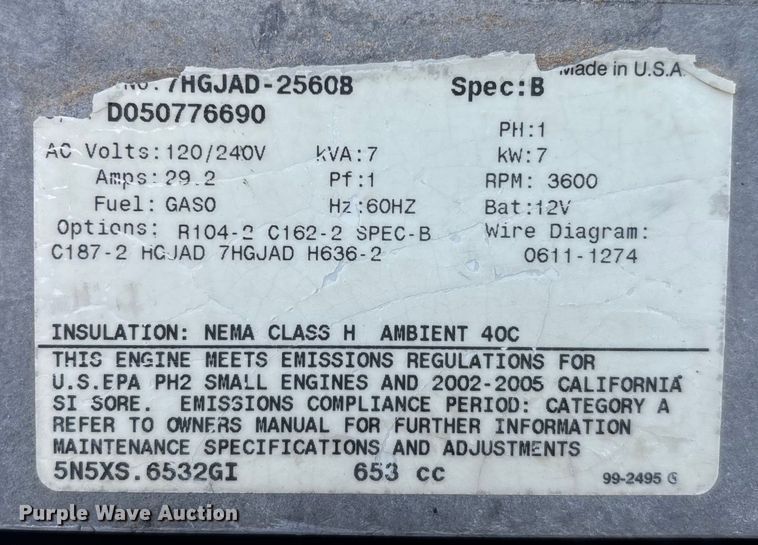 Made in U.S.A.
No. 7HGJAD-2560B Spec:B
D050776690
PH:1
AC Volts:120/240V kVA:7 kW:7
Amps:29.2 Pf:1 RPM: 3600
Fuel: GASO Hz:60HZ Bat:12V
Options: R104-2 C162-2 SPEC-B Wire Diagram:
C187-2 HGJAD 7HGJAD H636-2 0611-1274
INSULATION: NEMA CLASS H AMBIENT 40C
THIS ENGINE MEETS EMISSIONS REGULATIONS FOR
U.S.EPA PH2 SMALL ENGINES AND 2002-2005 CALIFORNIA
SI SORE. EMISSIONS COMPLIANCE PERIOD: CATEGORY A
REFER TO OWNERS MANUAL FOR FURTHER INFORMATION
MAINTENANCE SPECIFICATIONS AND ADJUSTMENTS
5N5XS.6532GI 653 cc 99-2495 G
Purple Wave Auction